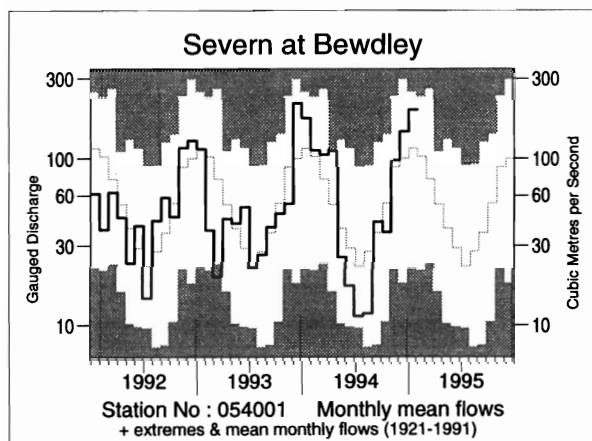 Severn at Bewdley
300
100
60
30
10
Gauged Discharge
300
100
60
30
10
Cubic Metres per Second
1992 1993 1994 1995
Station No : 054001 Monthly mean flows
+ extremes & mean monthly flows (1921-1991)